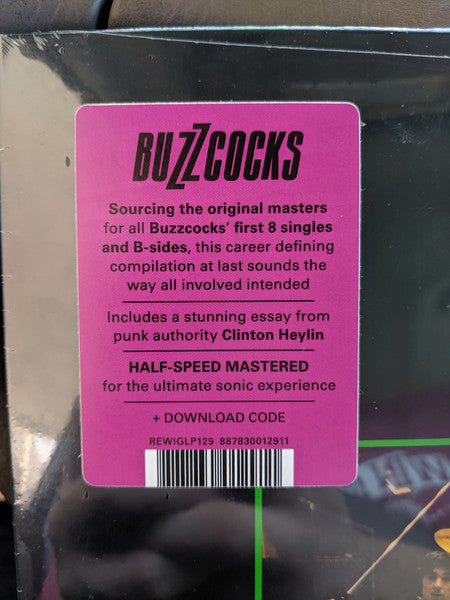 BUZZCOCKS
Sourcing the original masters
for all Buzzcocks' first 8 singles
and B-sides, this career defining
compilation at last sounds the
way all involved intended
Includes a stunning essay from
punk authority Clinton Heylin
HALF-SPEED MASTERED
for the ultimate sonic experience
+ DOWNLOAD CODE
REWIGLP129 887830012911